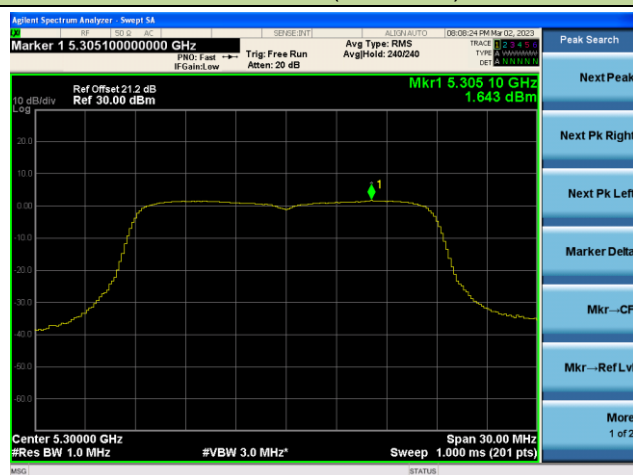 Agilent Spectrum Analyzer - Swept SA
RF 50 Ω AC SENSE:INT ALIGN AUTO 08:08:24 PM Mar 02, 2023
Marker 1 5.305100000000 GHz
PNO: Fast
IFGain:Low
Trig: Free Run
Atten: 20 dB
Avg Type: RMS
Avg|Hold: 240/240
TRACE 1 2 3 4 5 6
TYPE A
DET A N N N N N
Peak Search
Mkr1 5.305 10 GHz
1.643 dBm
Ref Offset 21.2 dB
10 dB/div Ref 30.00 dBm
Log
20.0
10.0
0.00
-10.0
-20.0
-30.0
-40.0
-50.0
-60.0
1
Next Peak
Next Pk Right
Next Pk Left
Marker Delta
Mkr→CF
Mkr→Ref Lvl
More
1 of 2
Center 5.30000 GHz Span 30.00 MHz
#Res BW 1.0 MHz #VBW 3.0 MHz* Sweep 1.000 ms (201 pts)
MSG STATUS